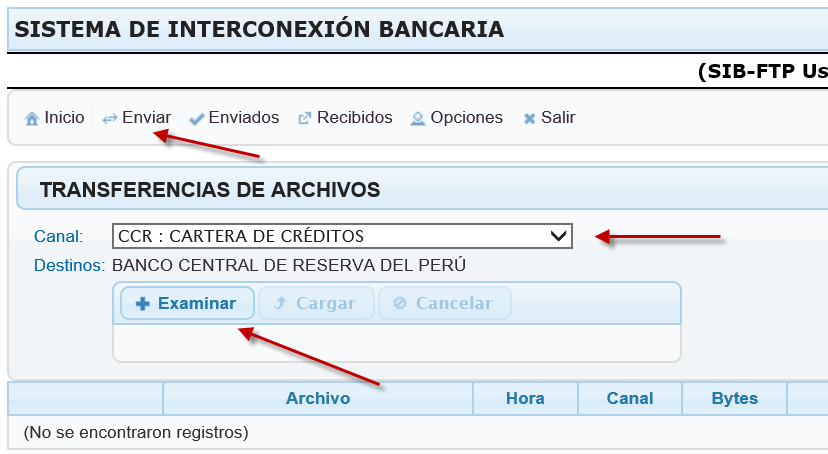 SISTEMA DE INTERCONEXIÓN BANCARIA
(SIB-FTP Us
Inicio Enviar Enviados Recibidos Opciones Salir
TRANSFERENCIAS DE ARCHIVOS
Canal: CCR : CARTERA DE CRÉDITOS
Destinos: BANCO CENTRAL DE RESERVA DEL PERÚ
Examinar Cargar Cancelar
Archivo Hora Canal Bytes
(No se encontraron registros)